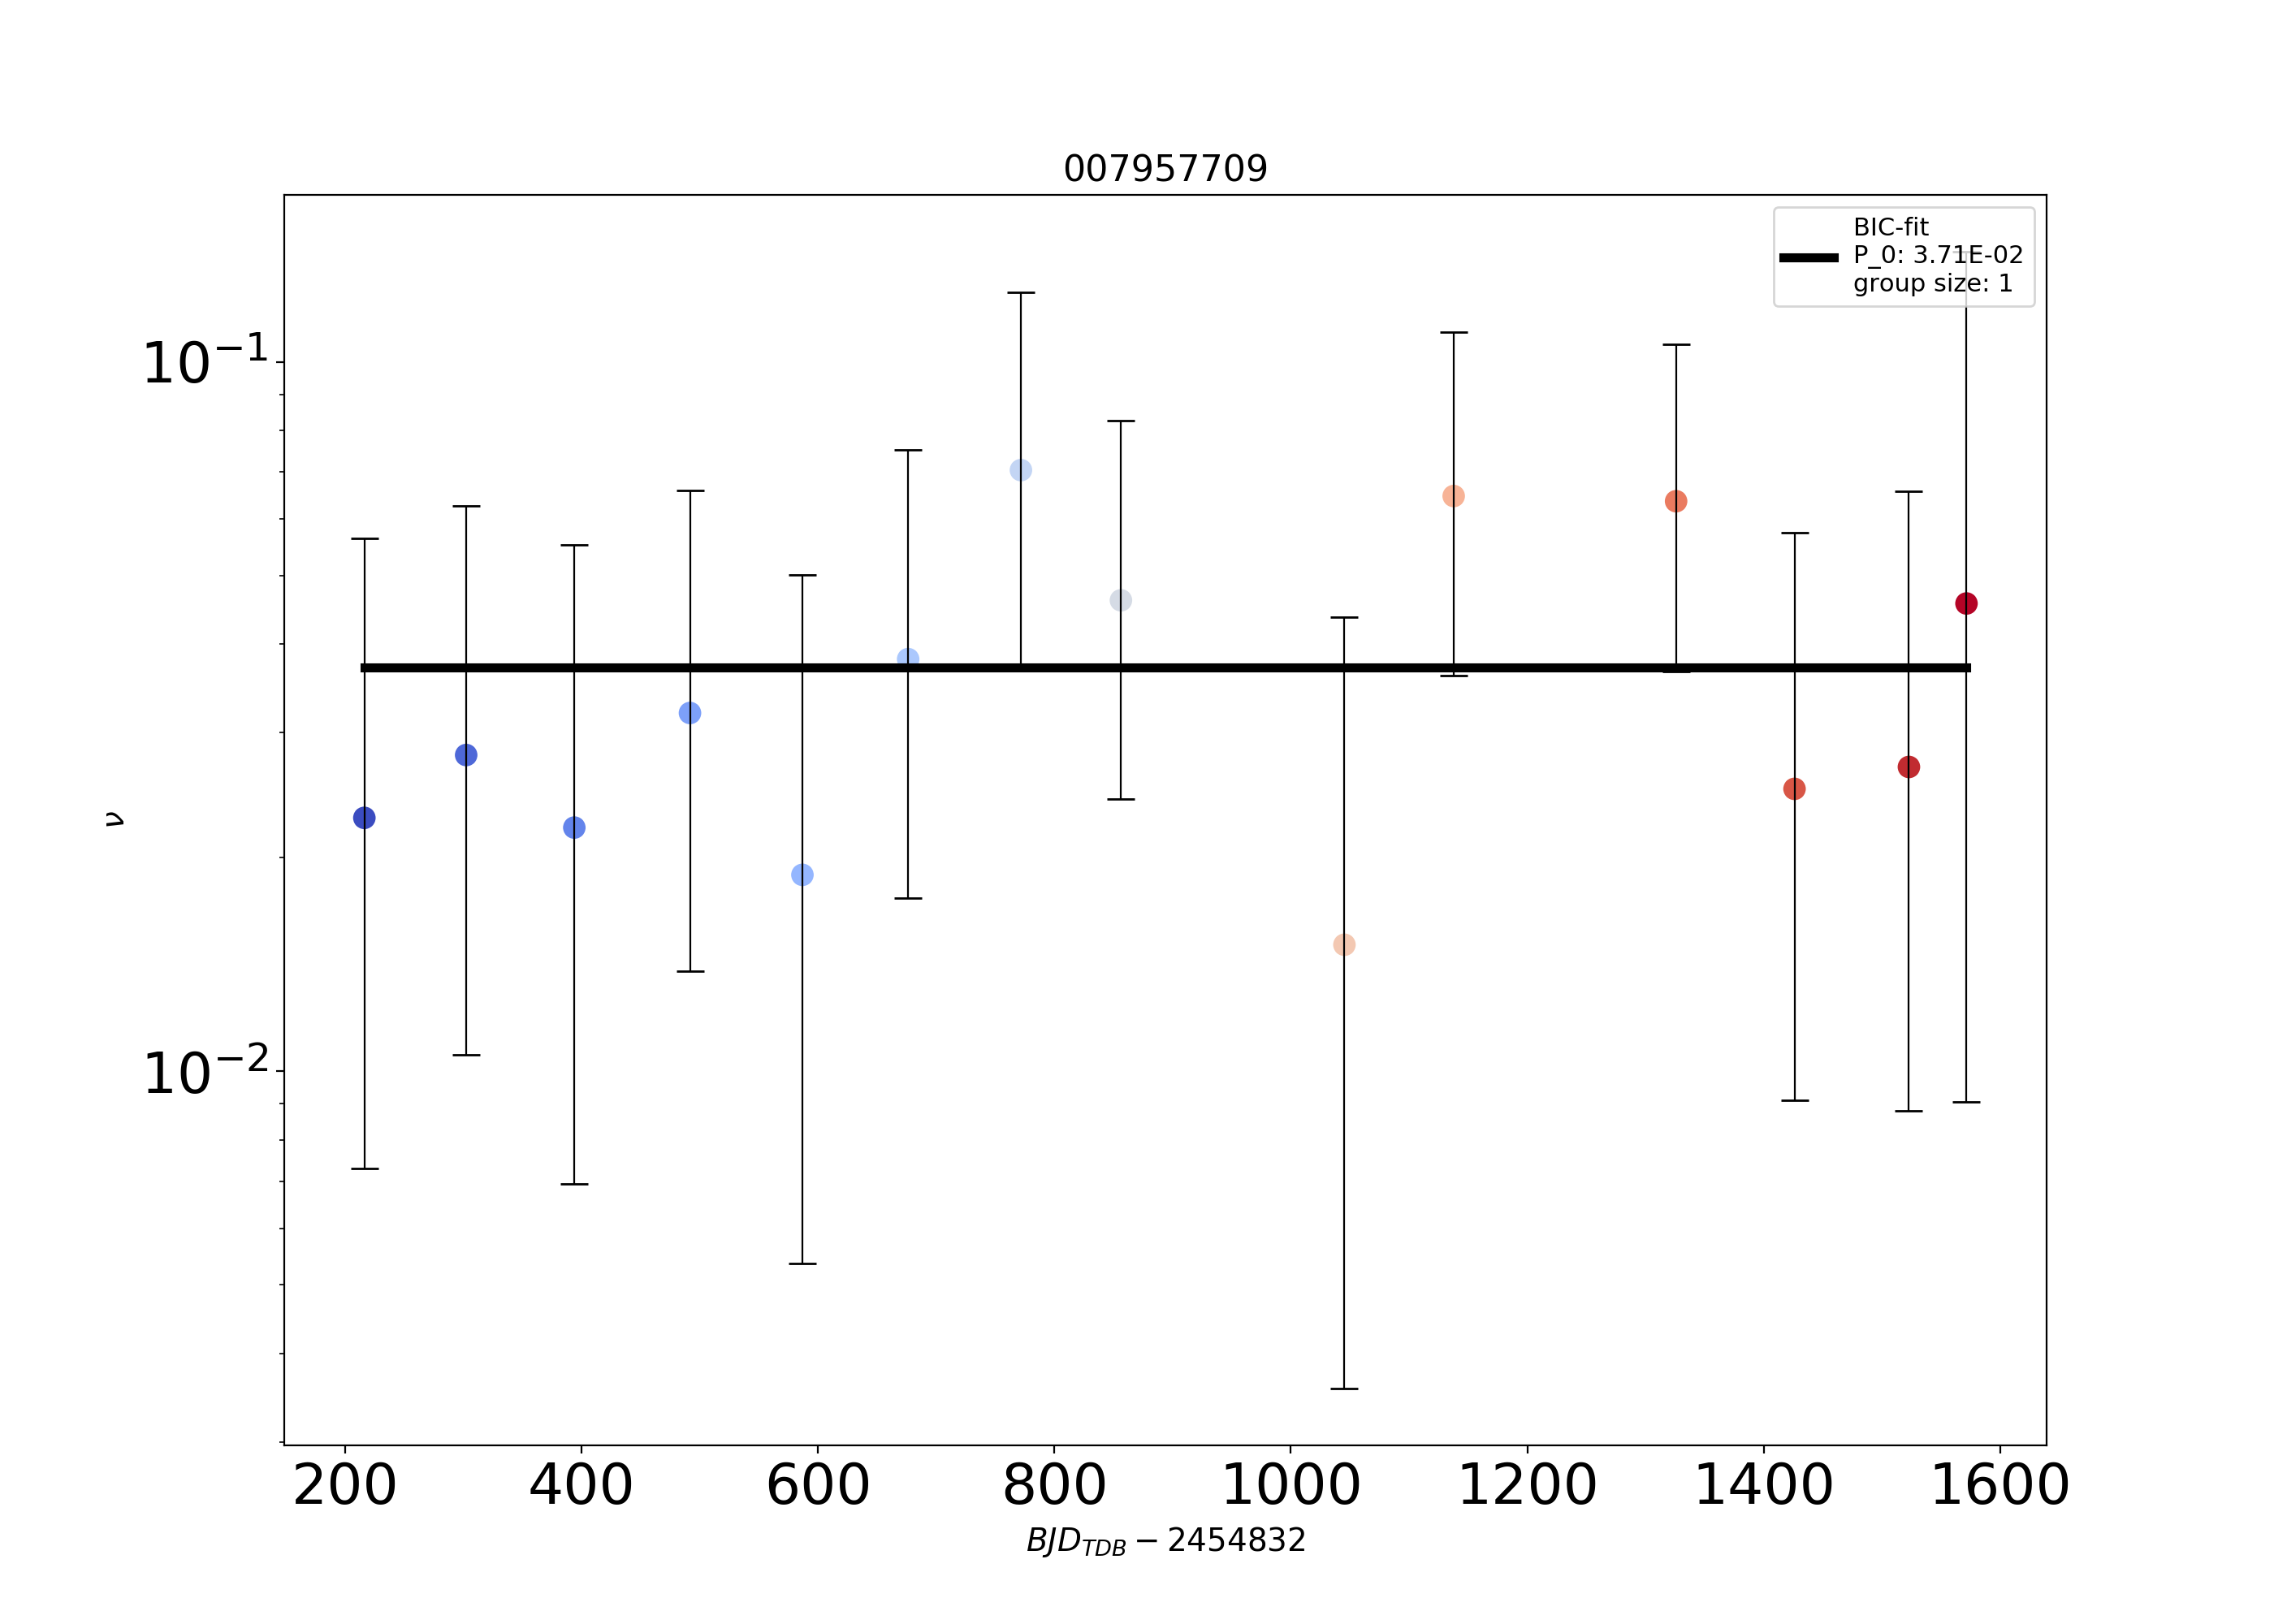 007957709
BIC-fit
P_0: 3.71E-02
group size: 1
10⁻¹
10⁻²
ν
200 400 600 800 1000 1200 1400 1600
BJD_TDB − 2454832